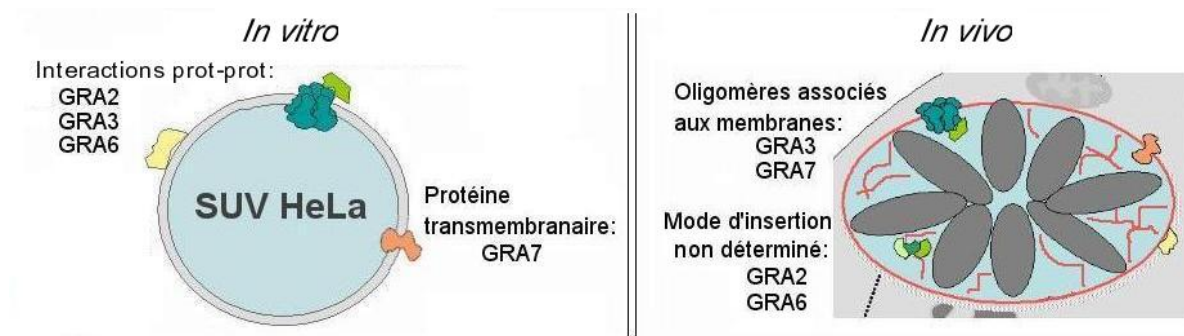 In vitro
Interactions prot-prot:
GRA2
GRA3
GRA6
SUV HeLa
Protéine
transmembranaire:
GRA7
In vivo
Oligomères associés
aux membranes:
GRA3
GRA7
Mode d'insertion
non déterminé:
GRA2
GRA6